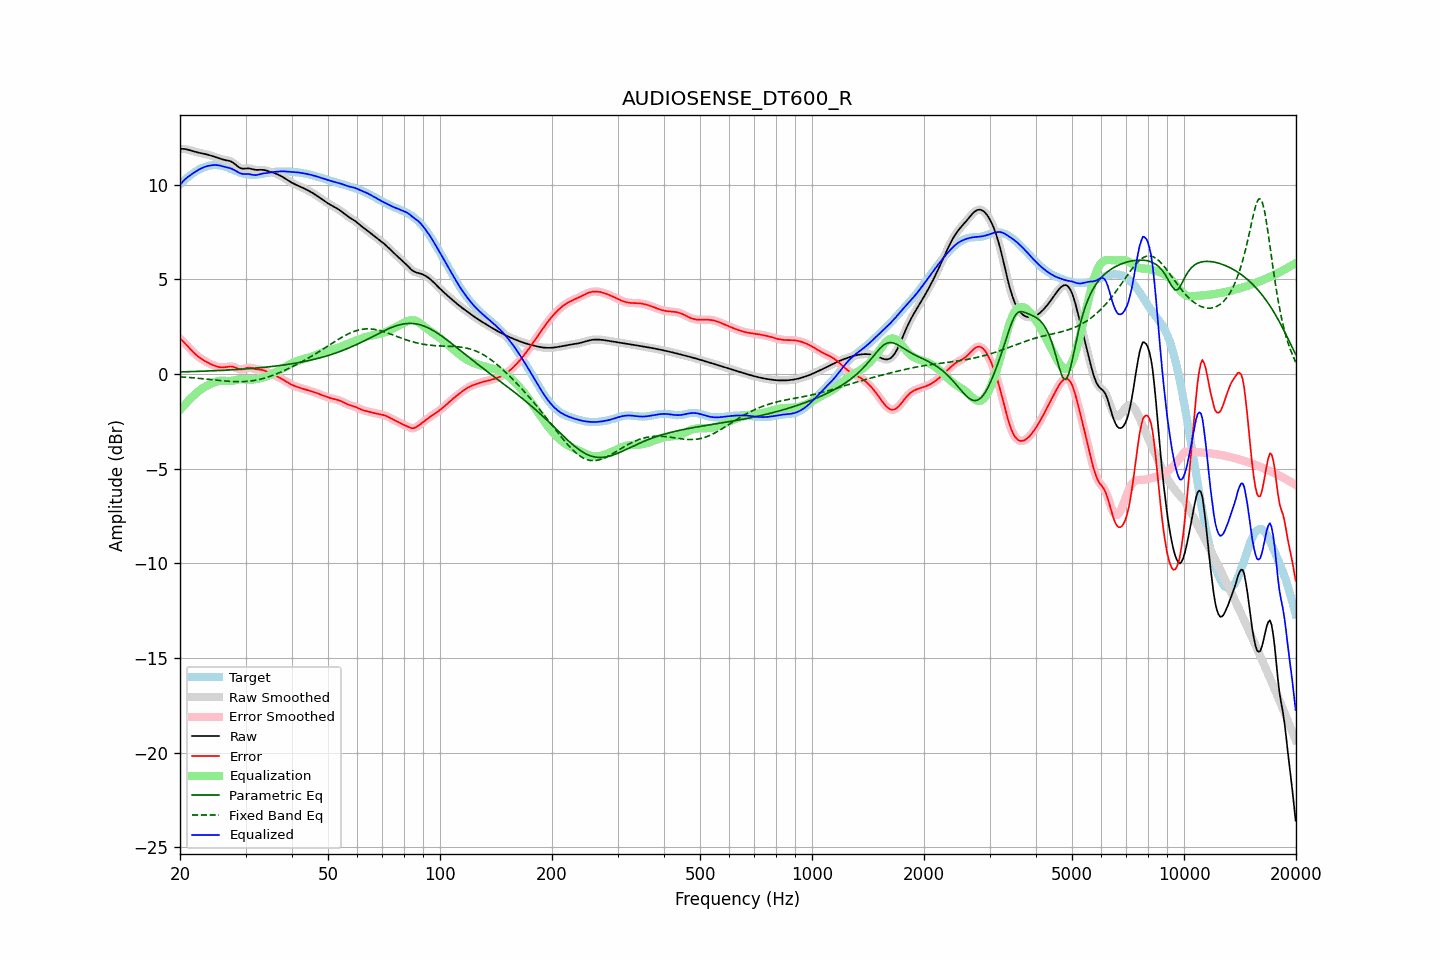 AUDIOSENSE_DT600_R
Amplitude (dBr)
10
5
0
−5
−10
−15
−20
−25
Target
Raw Smoothed
Error Smoothed
Raw
Error
Equalization
Parametric Eq
Fixed Band Eq
Equalized
20 50 100 200 500 1000 2000 5000 10000 20000
Frequency (Hz)